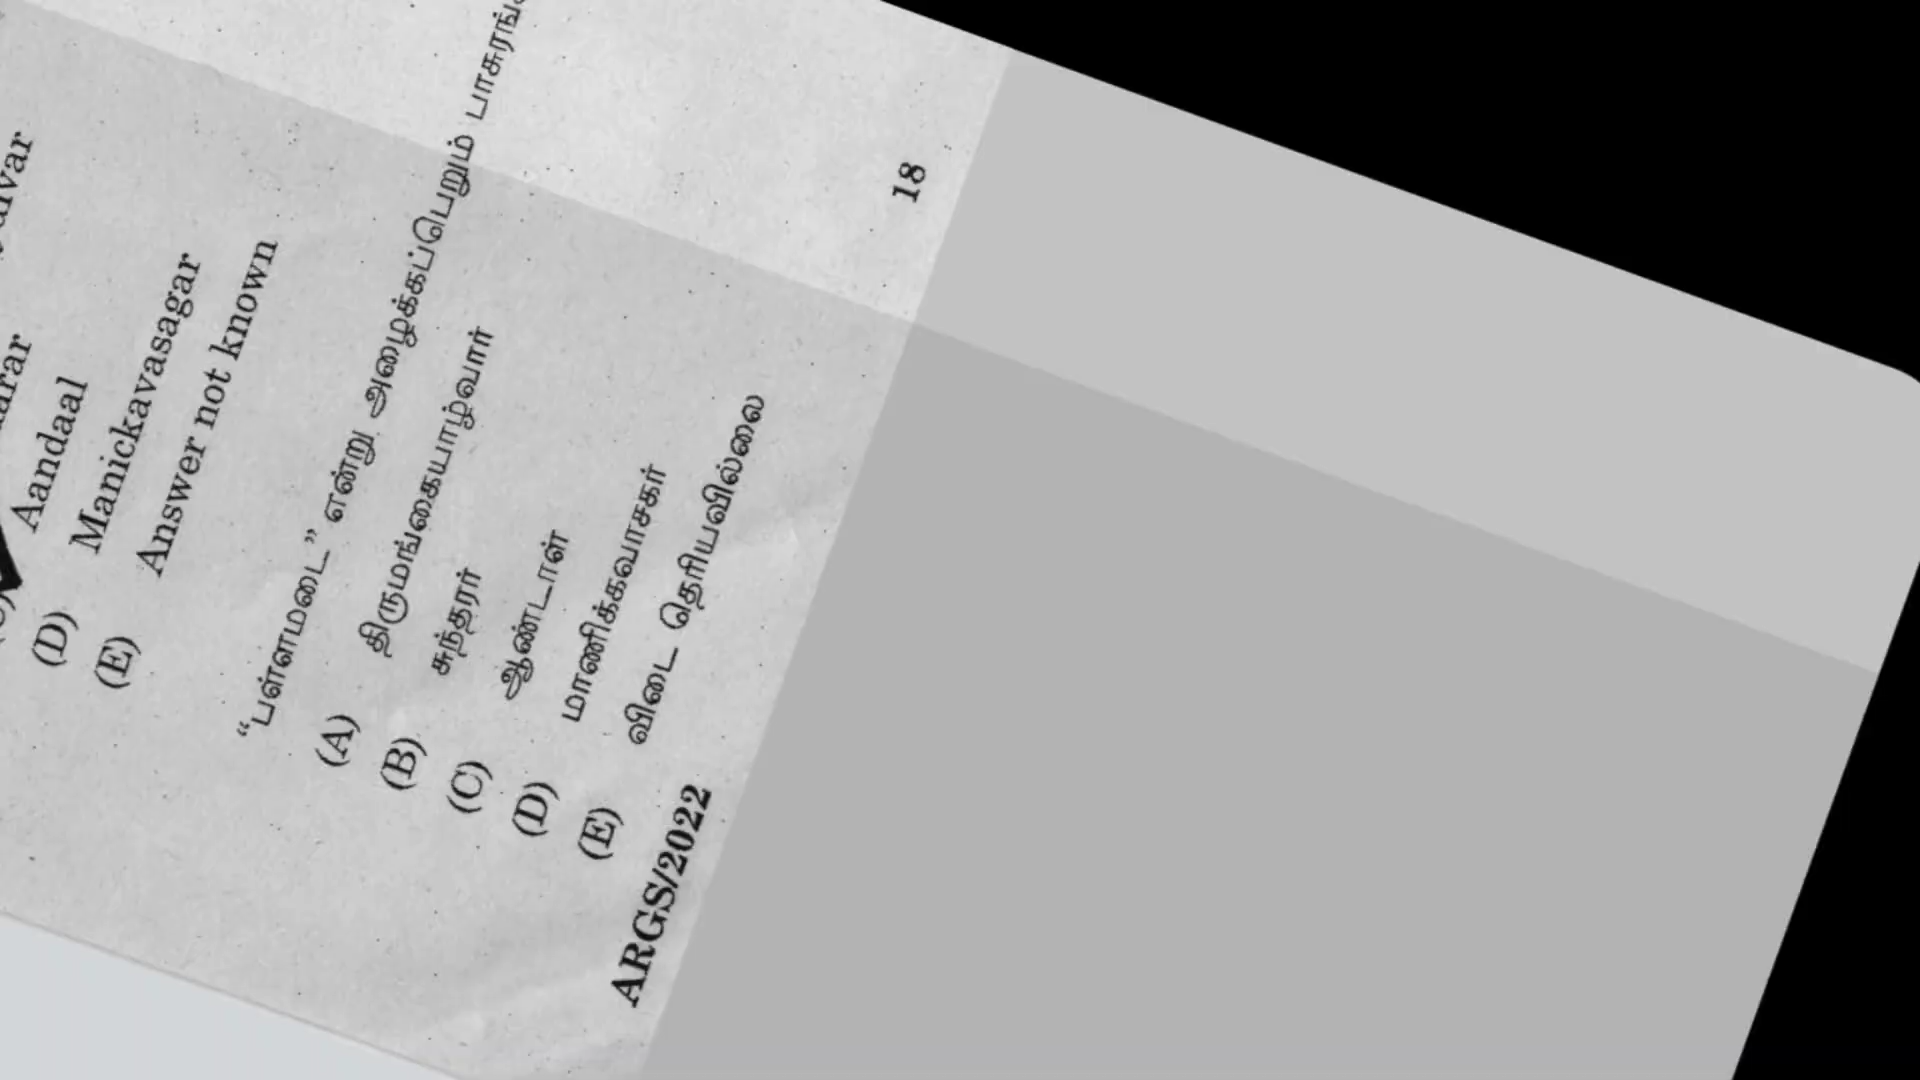 Aandaal
(D) Manickavasagar
(E) Answer not known
“பள்ளமடை” என்று அழைக்கப்பெறும்
(A) திருமங்கையாழ்வார்
(B) சுந்தரர்
(C) ஆண்டாள்
(D) மாணிக்கவாசகர்
(E) விடை தெரியவில்லை
ARGS/2022 18